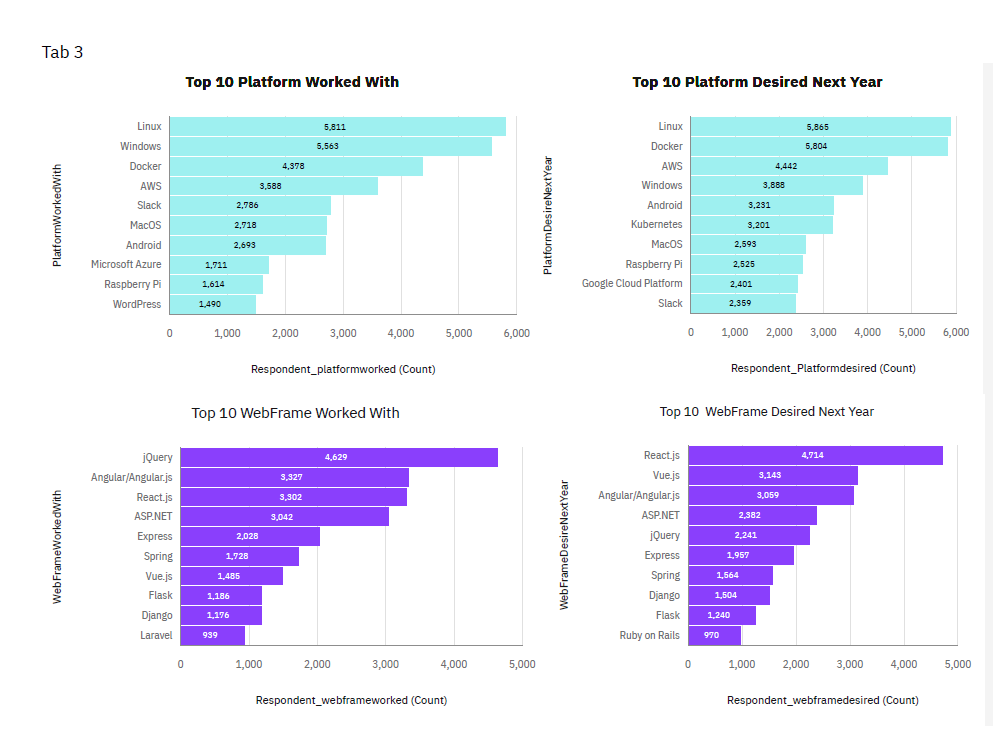 Tab 3
Top 10 Platform Worked With
PlatformWorkedWith
Linux 5,811
Windows 5,563
Docker 4,378
AWS 3,588
Slack 2,786
MacOS 2,718
Android 2,693
Microsoft Azure 1,711
Raspberry Pi 1,614
WordPress 1,490
0 1,000 2,000 3,000 4,000 5,000 6,000
Respondent_platformworked (Count)
Top 10 Platform Desired Next Year
PlatformDesireNextYear
Linux 5,865
Docker 5,804
AWS 4,442
Windows 3,888
Android 3,231
Kubernetes 3,201
MacOS 2,593
Raspberry Pi 2,525
Google Cloud Platform 2,401
Slack 2,359
0 1,000 2,000 3,000 4,000 5,000 6,000
Respondent_Platformdesired (Count)
Top 10 WebFrame Worked With
WebFrameWorkedWith
jQuery 4,629
Angular/Angular.js 3,327
React.js 3,302
ASP.NET 3,042
Express 2,028
Spring 1,728
Vue.js 1,485
Flask 1,186
Django 1,176
Laravel 939
0 1,000 2,000 3,000 4,000 5,000
Respondent_webframeworked (Count)
Top 10 WebFrame Desired Next Year
WebFrameDesireNextYear
React.js 4,714
Vue.js 3,143
Angular/Angular.js 3,059
ASP.NET 2,382
jQuery 2,241
Express 1,957
Spring 1,564
Django 1,504
Flask 1,240
Ruby on Rails 970
0 1,000 2,000 3,000 4,000 5,000
Respondent_webframedesired (Count)